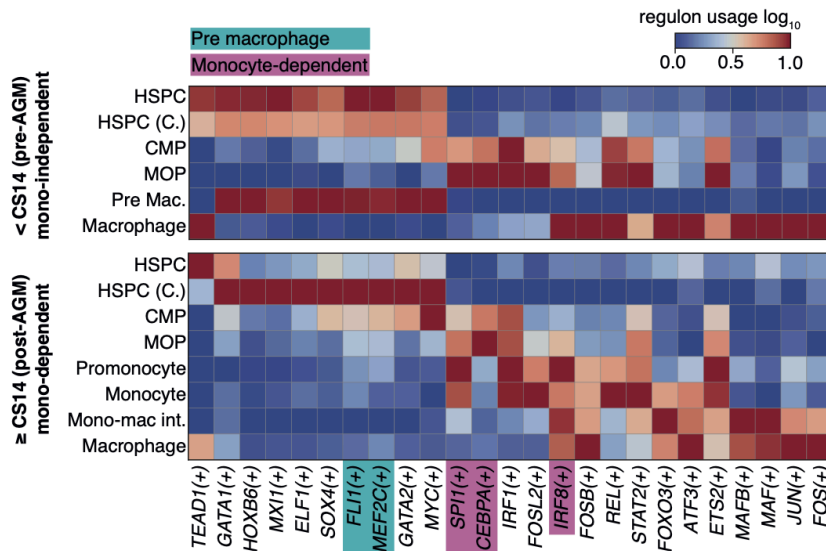 regulon usage log10
0.0 0.5 1.0
Pre macrophage
Monocyte-dependent
< CS14 (pre-AGM)
mono-independent
HSPC
HSPC (C.)
CMP
MOP
Pre Mac.
Macrophage
≥ CS14 (post-AGM)
mono-dependent
HSPC
HSPC (C.)
CMP
MOP
Promonocyte
Monocyte
Mono-mac int.
Macrophage
TEAD1(+)
GATA1(+)
HOXB6(+)
MXI1(+)
ELF1(+)
SOX4(+)
FLI1(+)
MEF2C(+)
GATA2(+)
MYC(+)
SPI1(+)
CEBPA(+)
IRF1(+)
FOSL2(+)
IRF8(+)
FOSB(+)
REL(+)
STAT2(+)
FOXO3(+)
ATF3(+)
ETS2(+)
MAFB(+)
MAF(+)
JUN(+)
FOS(+)